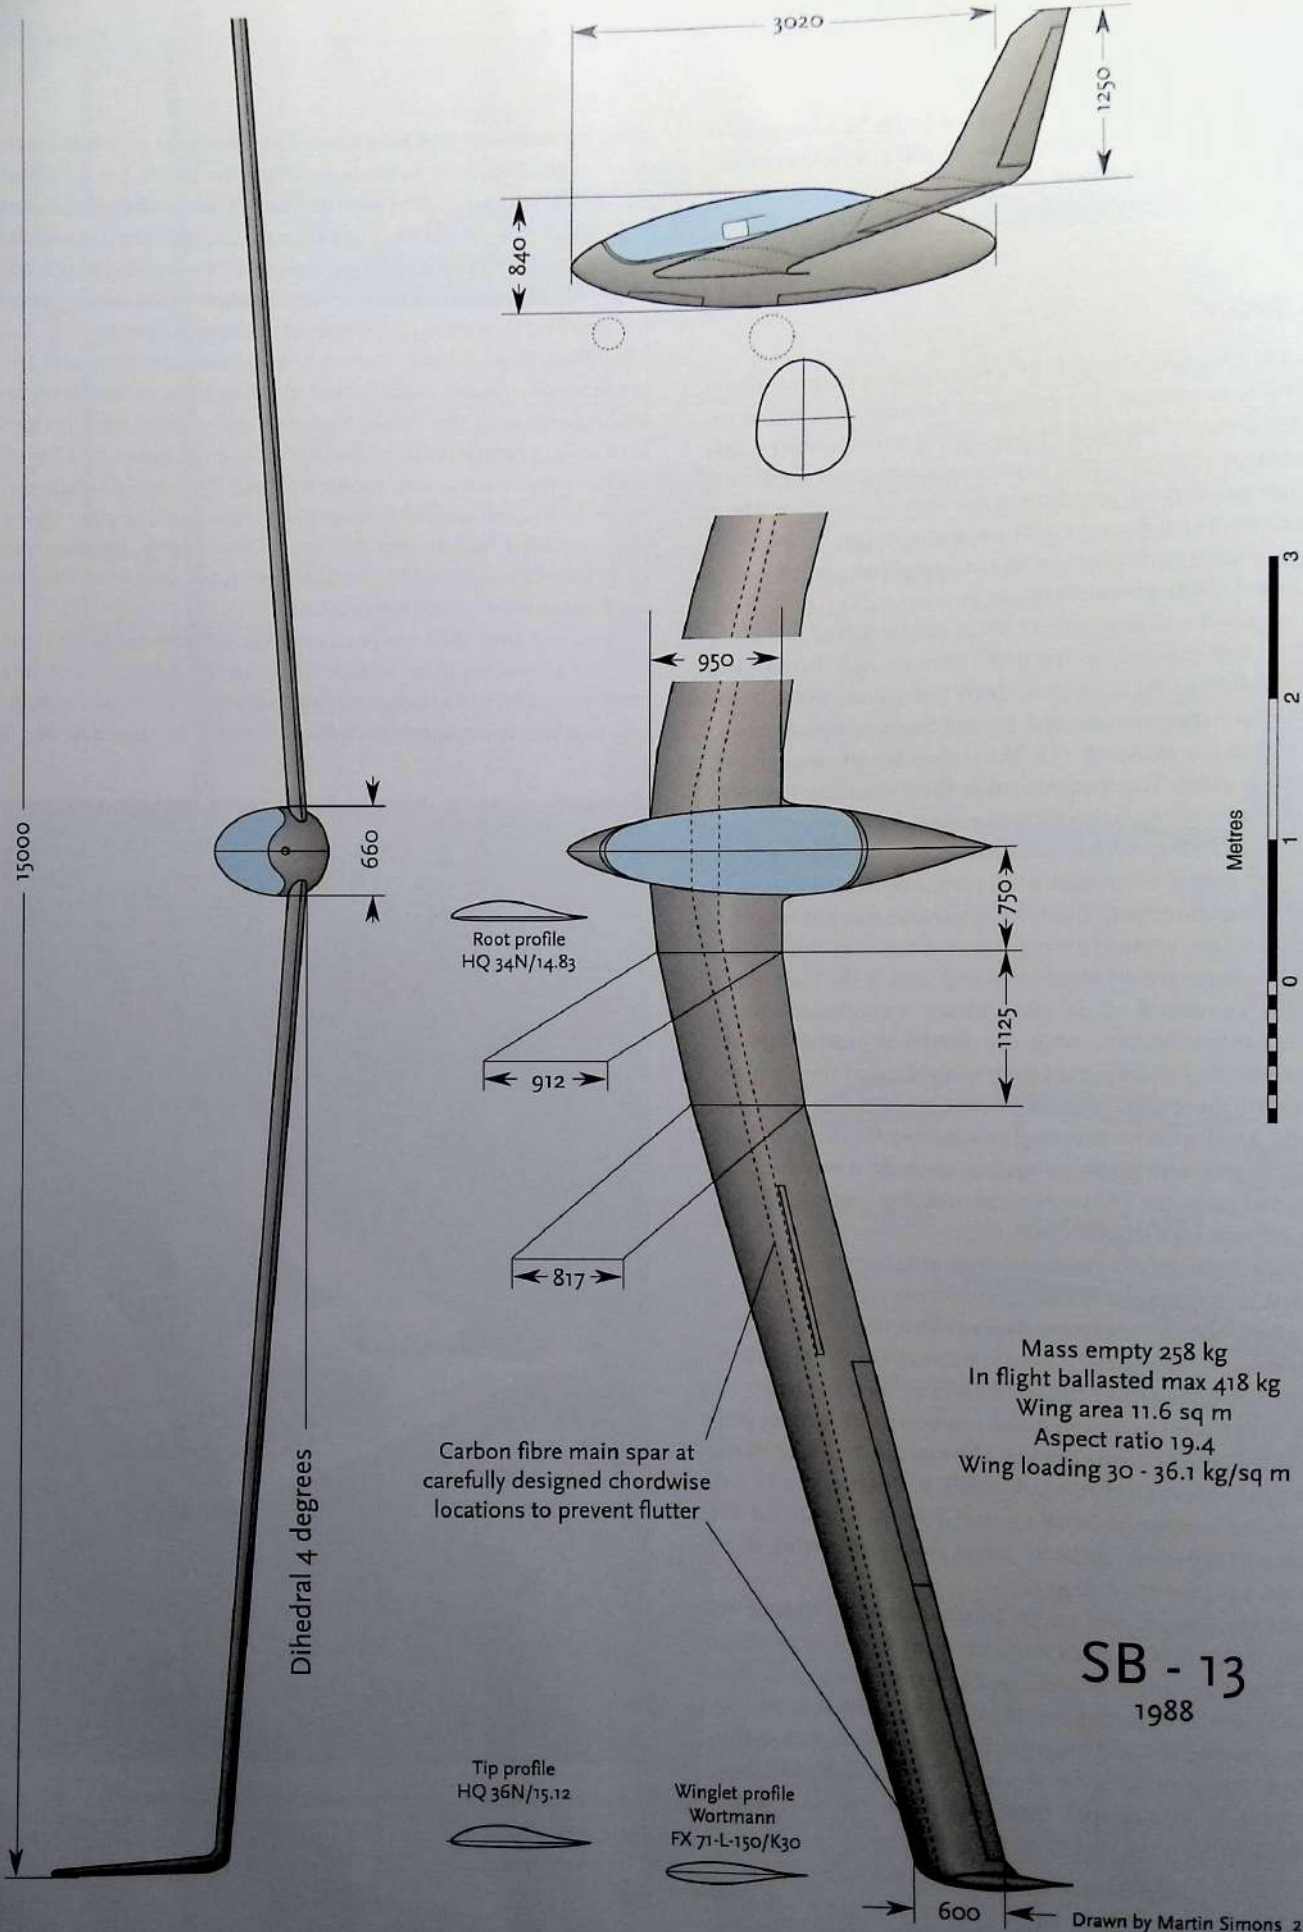 3020
1250
840
950
15000
660
Root profile
HQ 34N/14.83
750
912
1125
817
3
2
1
0
Metres
Mass empty 258 kg
In flight ballasted max 418 kg
Wing area 11.6 sq m
Aspect ratio 19.4
Wing loading 30 - 36.1 kg/sq m
Carbon fibre main spar at
carefully designed chordwise
locations to prevent flutter
Dihedral 4 degrees
SB - 13
1988
Tip profile
HQ 36N/15.12
Winglet profile
Wortmann
FX 71-L-150/K30
600
Drawn by Martin Simons 2